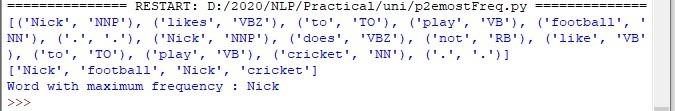 =============== RESTART: D:/2020/NLP/Practical/uni/p2emostFreq.py ==============
[('Nick', 'NNP'), ('likes', 'VBZ'), ('to', 'TO'), ('play', 'VB'), ('football', '
NN'), ('.', '.'), ('Nick', 'NNP'), ('does', 'VBZ'), ('not', 'RB'), ('like', 'VB'
), ('to', 'TO'), ('play', 'VB'), ('cricket', 'NN'), ('.', '.')]
['Nick', 'football', 'Nick', 'cricket']
Word with maximum frequency : Nick
>>>